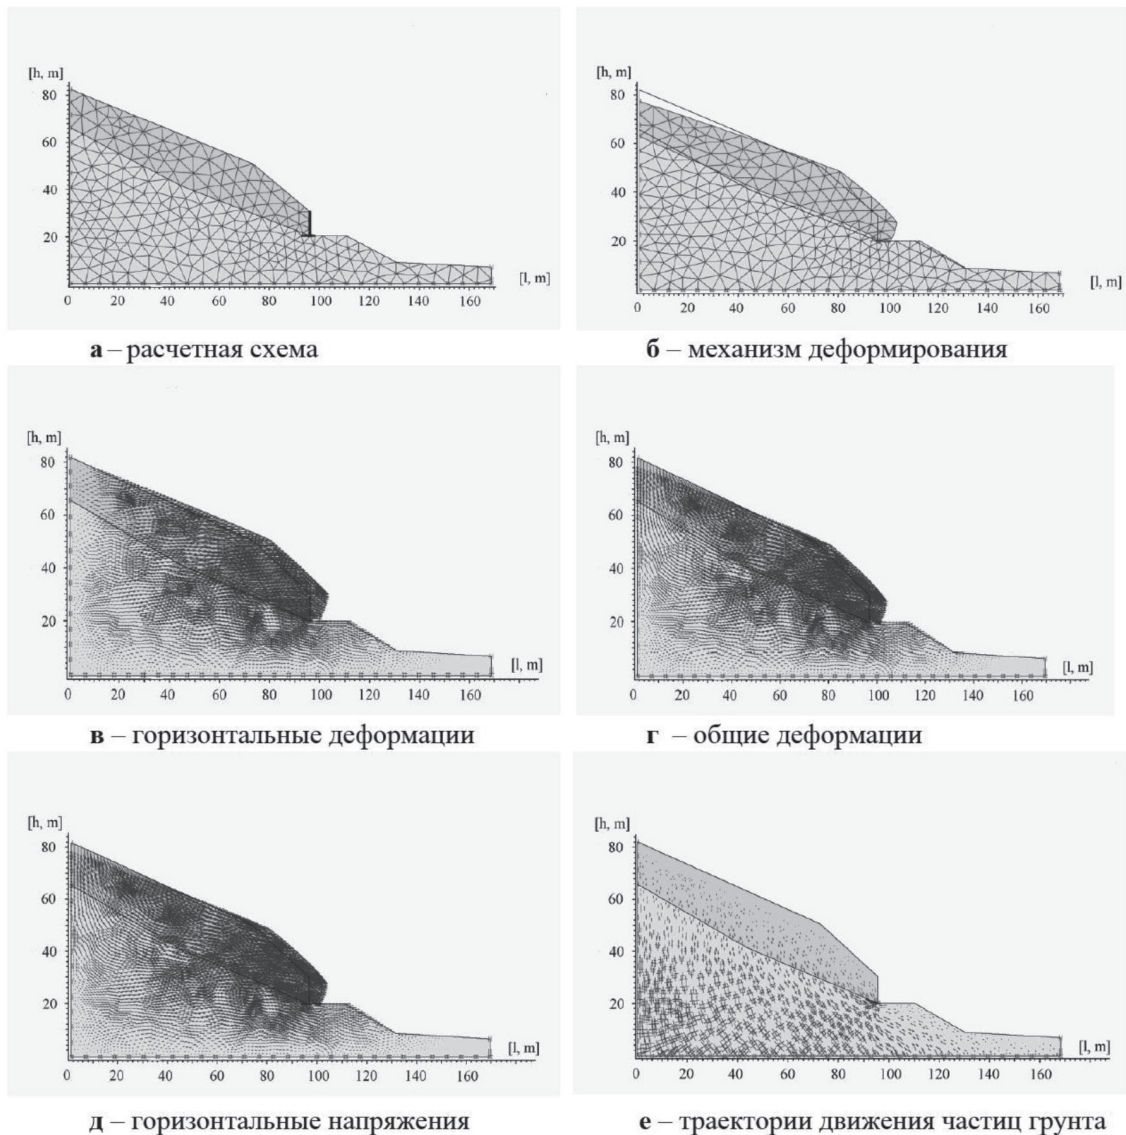 [h, m]
80
60
40
20
0 20 40 60 80 100 120 140 160
[l, m]
а – расчетная схема
[h, m]
80
60
40
20
0 20 40 60 80 100 120 140 160
[l, m]
б – механизм деформирования
[h, m]
80
60
40
20
0 20 40 60 80 100 120 140 160
[l, m]
в – горизонтальные деформации
[h, m]
80
60
40
20
0 20 40 60 80 100 120 140 160
[l, m]
г – общие деформации
[h, m]
80
60
40
20
0 20 40 60 80 100 120 140 160
[l, m]
д – горизонтальные напряжения
[h, m]
80
60
40
20
0 20 40 60 80 100 120 140 160
[l, m]
е – траектории движения частиц грунта